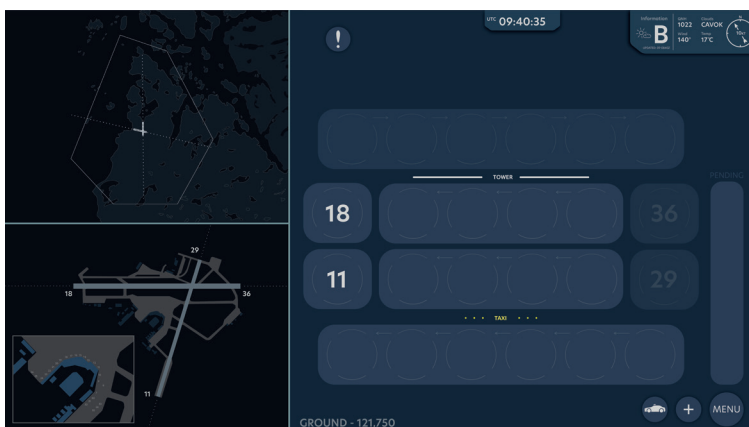 UTC 09:40:35
Information
B
QNH
1022
Clouds
CAVOK
Wind
140°
Temp
17°C
TOWER
PENDING
18
36
11
29
TAXI
GROUND - 121.750
MENU
29
18
36
11